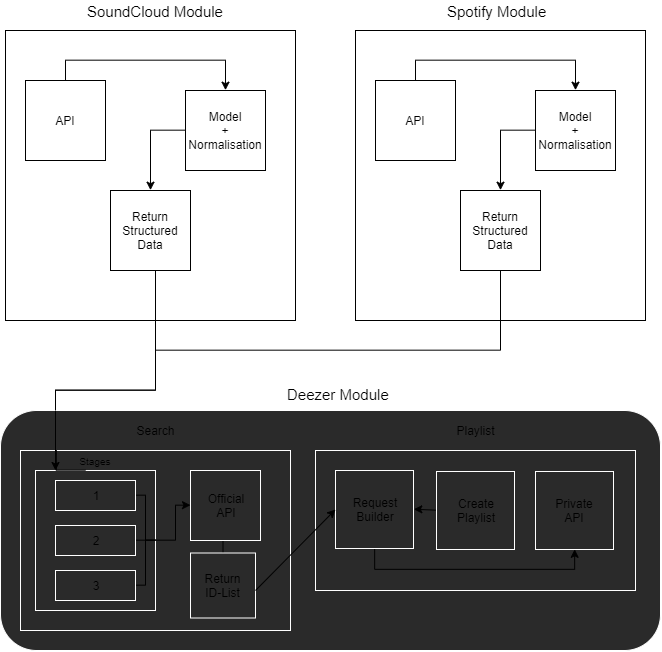 SoundCloud Module
Spotify Module
API
Model
+
Normalisation
Return
Structured
Data
API
Model
+
Normalisation
Return
Structured
Data
Deezer Module
Search
Stages
1
2
3
Official
API
Return
ID-List
Playlist
Request
Builder
Create
Playlist
Private
API